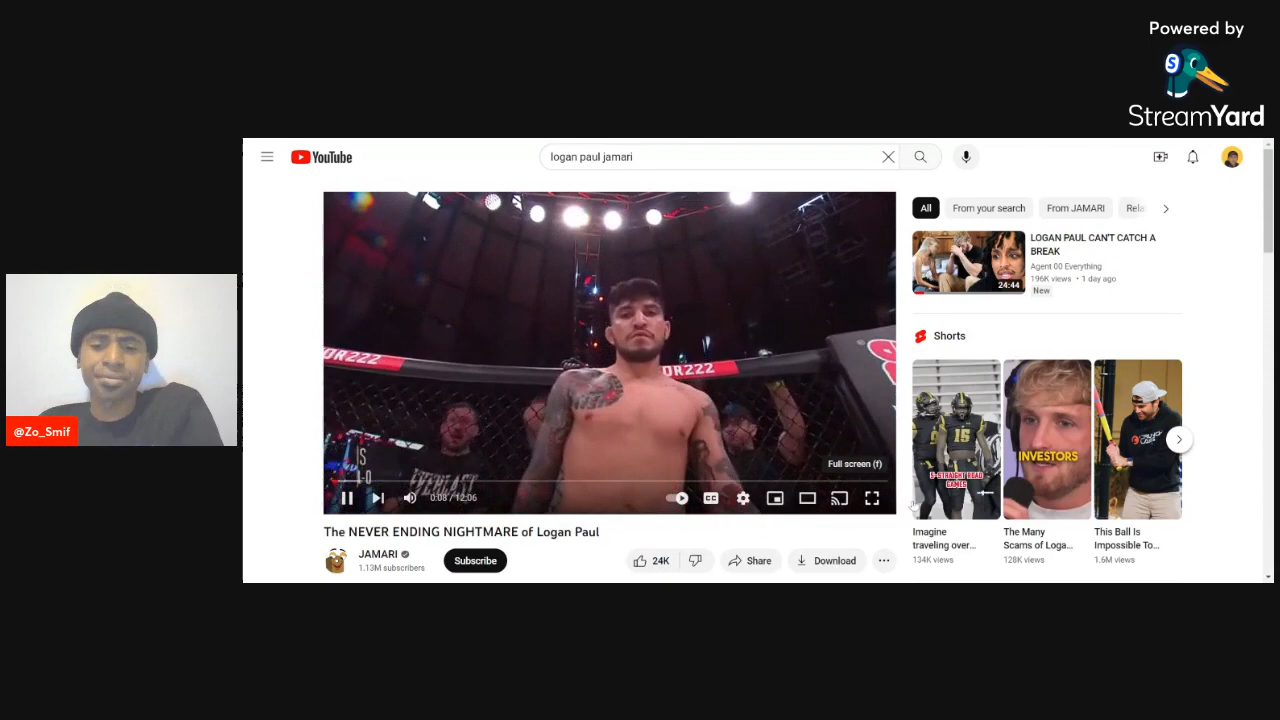 Powered by
StreamYard
YouTube
logan paul jamari
All
From your search
From JAMARI
Rela
LOGAN PAUL CAN'T CATCH A
BREAK
Agent 00 Everything
196K views • 1 day ago
New
24:44
OR222
OR222
EVERLAST
Full screen (f)
0:08 / 12:06
CC
Shorts
15
INVESTORS
Imagine
traveling over...
134K views
The Many
Scams of Loga...
128K views
This Ball Is
Impossible To...
1.6M views
The NEVER ENDING NIGHTMARE of Logan Paul
JAMARI
1.13M subscribers
Subscribe
24K
Share
Download
@Zo_Smif